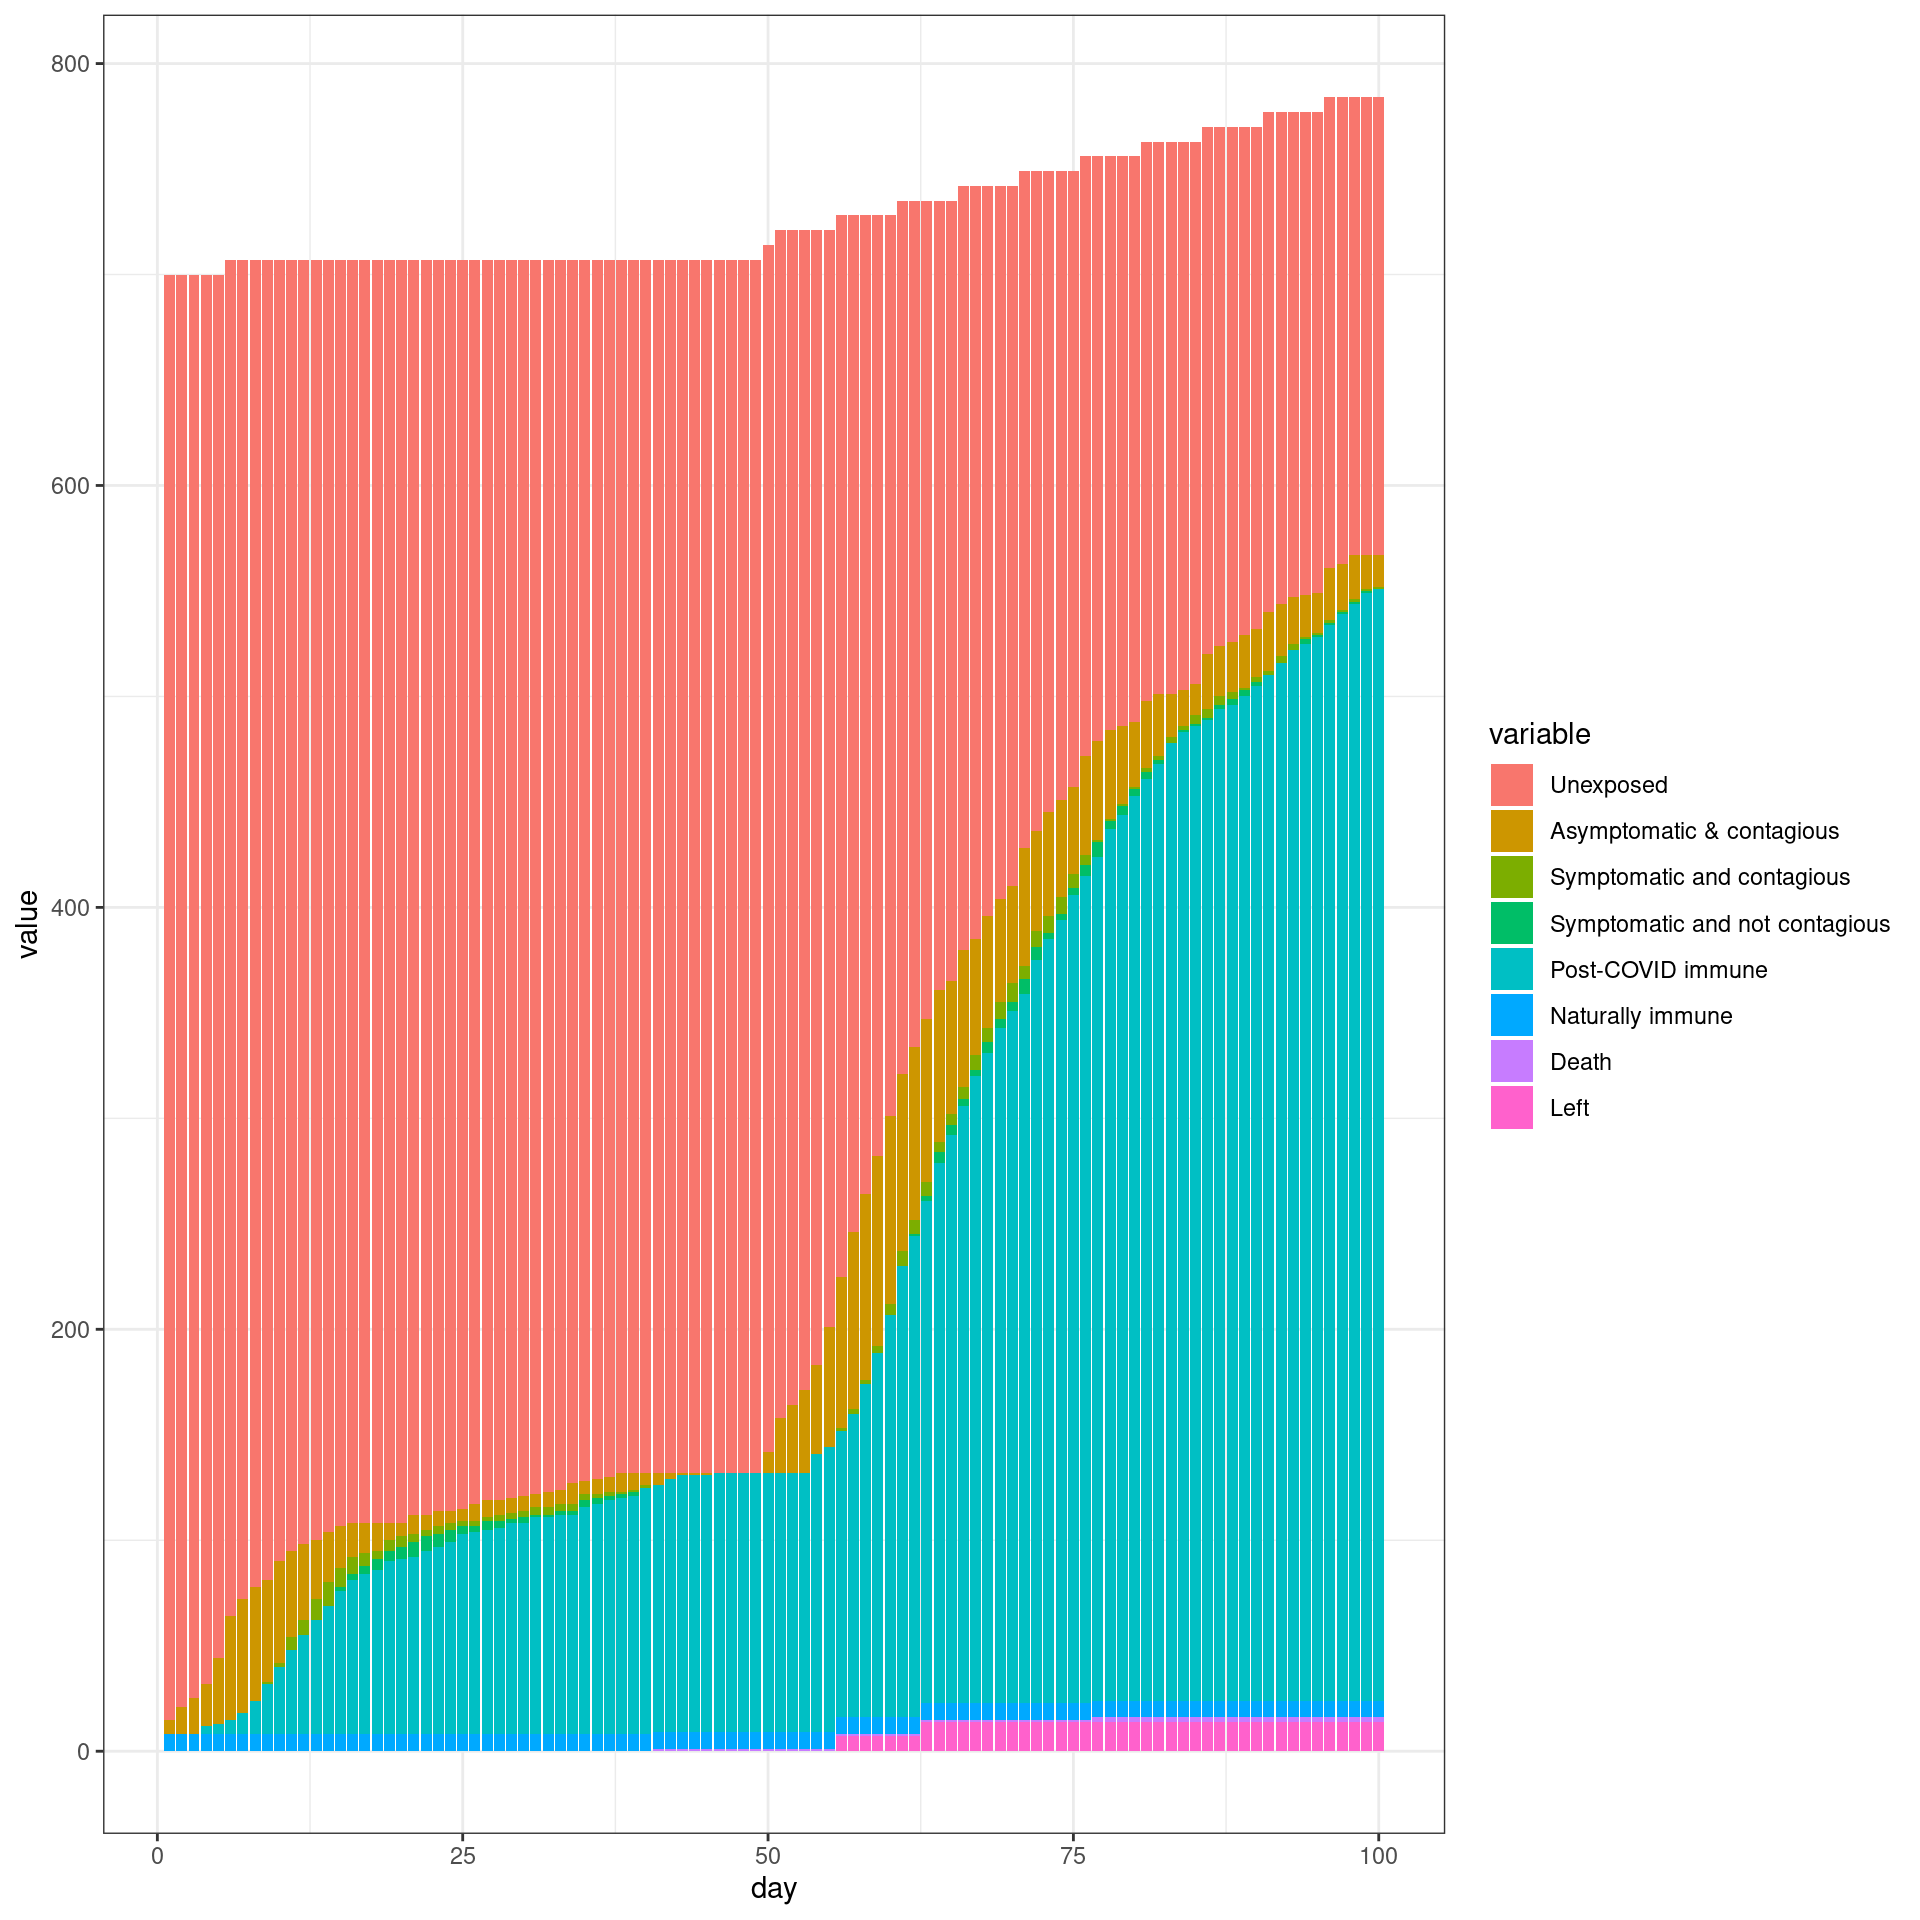 800
600
400
200
0
value
0 25 50 75 100
day
variable
Unexposed
Asymptomatic & contagious
Symptomatic and contagious
Symptomatic and not contagious
Post-COVID immune
Naturally immune
Death
Left